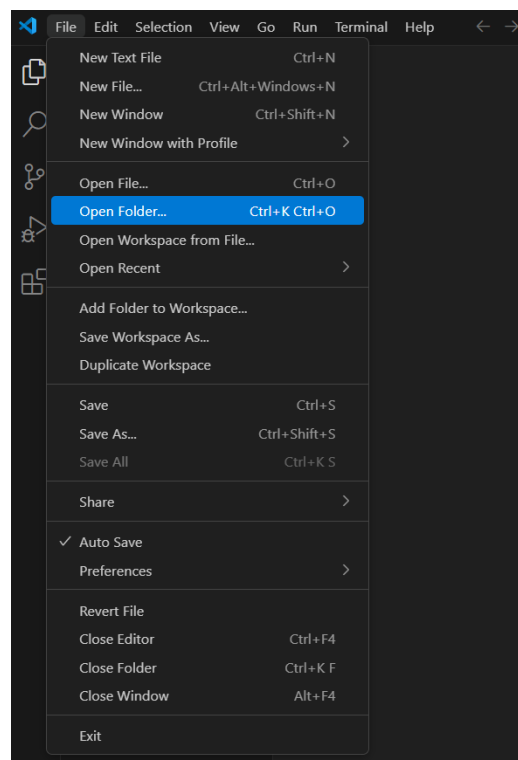 File Edit Selection View Go Run Terminal Help
New Text File Ctrl+N
New File... Ctrl+Alt+Windows+N
New Window Ctrl+Shift+N
New Window with Profile
Open File... Ctrl+O
Open Folder... Ctrl+K Ctrl+O
Open Workspace from File...
Open Recent
Add Folder to Workspace...
Save Workspace As...
Duplicate Workspace
Save Ctrl+S
Save As... Ctrl+Shift+S
Save All Ctrl+K S
Share
Auto Save
Preferences
Revert File
Close Editor Ctrl+F4
Close Folder Ctrl+K F
Close Window Alt+F4
Exit